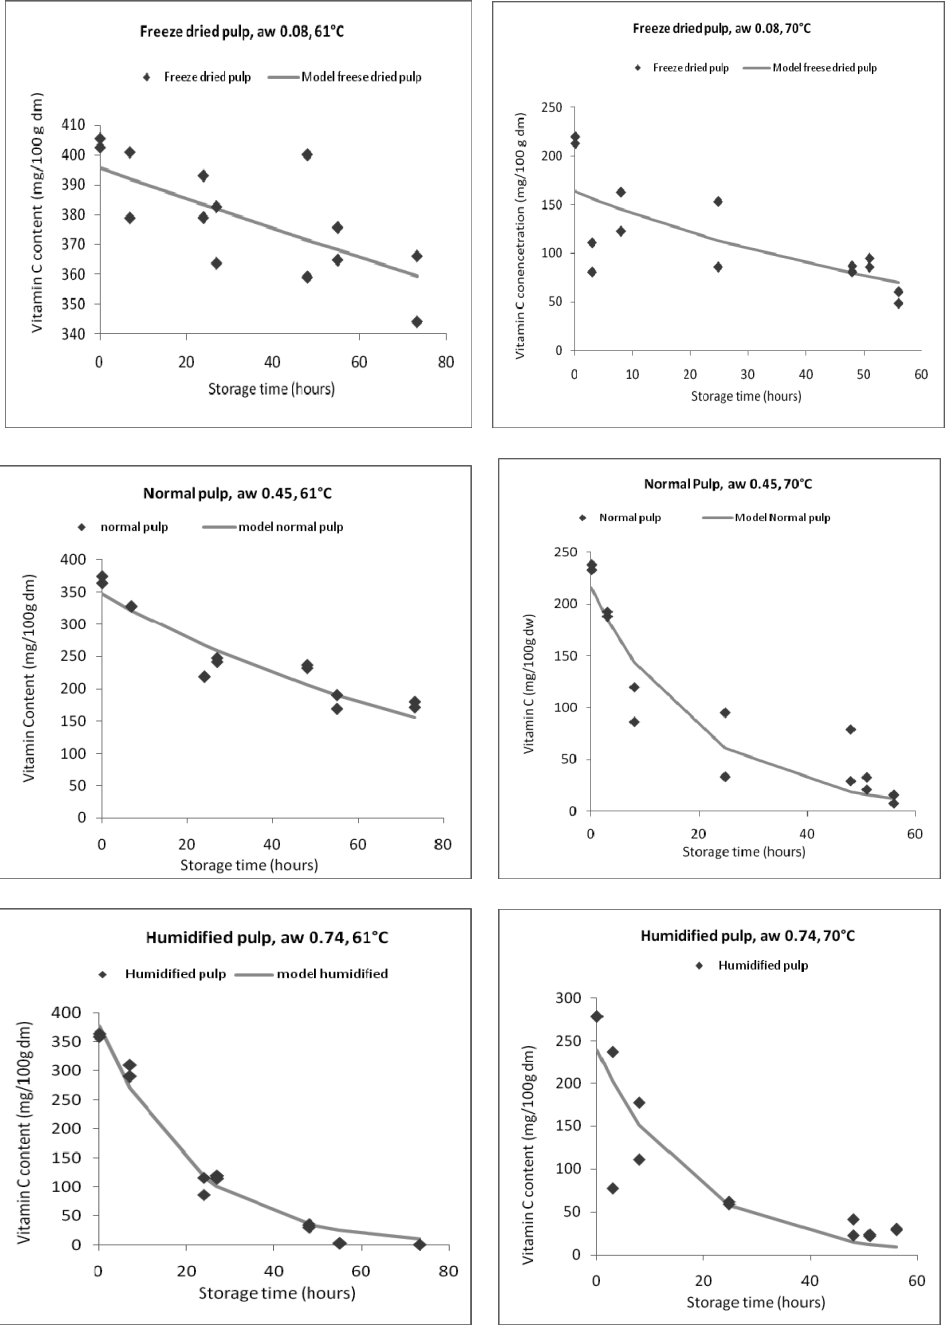 Freeze dried pulp, aw 0.08, 61°C
Freeze dried pulp Model freese dried pulp
Vitamin C content (mg/100 g dm)
410
400
390
380
370
360
350
340
0 20 40 60 80
Storage time (hours)
Freeze dried pulp, aw 0.08, 70°C
Freeze dried pulp Model freese dried pulp
Vitamin C conencetration (mg/100 g dm)
250
200
150
100
50
0
0 10 20 30 40 50 60
Storage time (hours)
Normal pulp, aw 0.45, 61°C
normal pulp model normal pulp
Vitamin Content (mg/100g dm)
400
350
300
250
200
150
100
50
0
0 20 40 60 80
Storage time (hours)
Normal Pulp, aw 0.45, 70°C
Normal pulp Model Normal pulp
Vitamin C (mg/100g dw)
250
200
150
100
50
0
0 20 40 60
Storage time (hours)
Humidified pulp, aw 0.74, 61°C
Humidified pulp model humidified
Vitamin C content (mg/100g dm)
400
350
300
250
200
150
100
50
0
0 20 40 60 80
Storage time (hours)
Humidified pulp, aw 0.74, 70°C
Humidified pulp
Vitamin C content (mg/100g dm)
300
250
200
150
100
50
0
0 20 40 60
Storage time (hours)